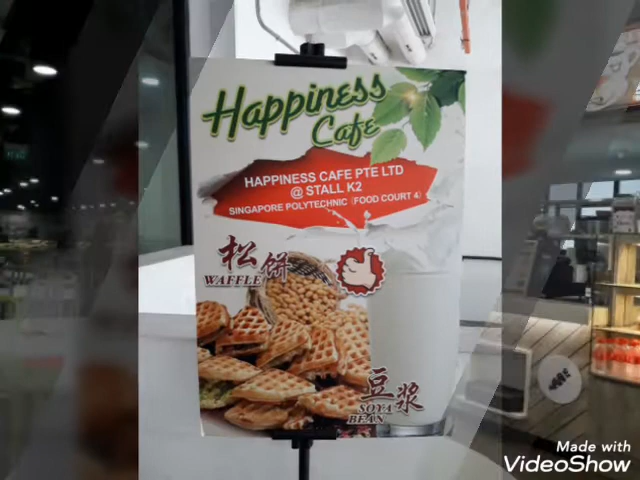 Happiness
Cafe
HAPPINESS CAFE PTE LTD
@ STALL K2
SINGAPORE POLYTECHNIC (FOOD COURT 4)
松饼
WAFFLE
豆浆
SOYA
BEAN
Made with
VideoShow